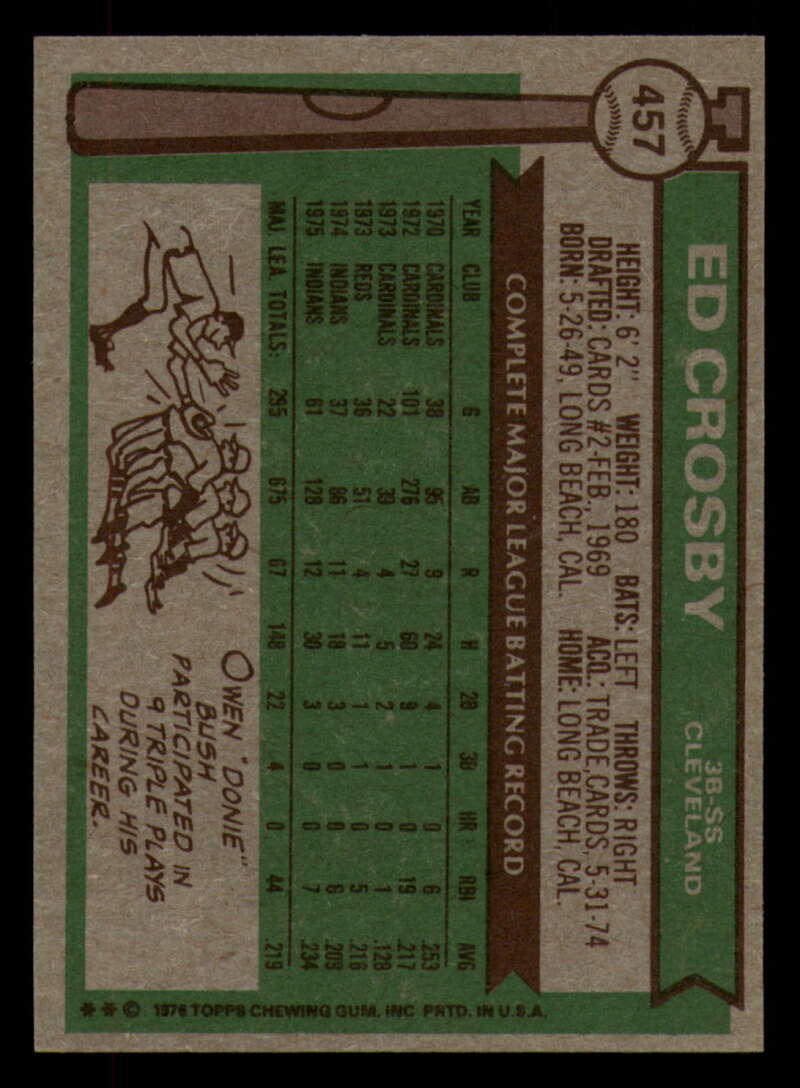 457
ED CROSBY
3B-SS
CLEVELAND
HEIGHT: 6' 2" WEIGHT: 180 BATS: LEFT THROWS: RIGHT
DRAFTED: CARDS #2-FEB., 1969 ACQ.: TRADE, CARDS, 5-31-74
BORN: 5-26-49, LONG BEACH, CAL. HOME: LONG BEACH, CAL.
COMPLETE MAJOR LEAGUE BATTING RECORD
YEAR CLUB G AB R H 2B 3B HR RBI AVG
1970 CARDINALS 38 95 9 24 4 1 0 6 .253
1972 CARDINALS 101 276 27 60 9 1 0 19 .217
1973 CARDINALS 22 39 4 5 2 1 0 1 .128
1973 REDS 36 51 4 11 1 1 0 5 .216
1974 INDIANS 37 86 11 18 3 0 0 6 .209
1975 INDIANS 61 128 12 30 3 0 0 7 .234
MAJ. LEA. TOTALS: 295 675 67 148 22 4 0 44 .219
OWEN "DONIE"
BUSH
PARTICIPATED IN
9 TRIPLE PLAYS
DURING HIS
CAREER.
* * © 1976 TOPPS CHEWING GUM, INC. PRTD. IN U.S.A.